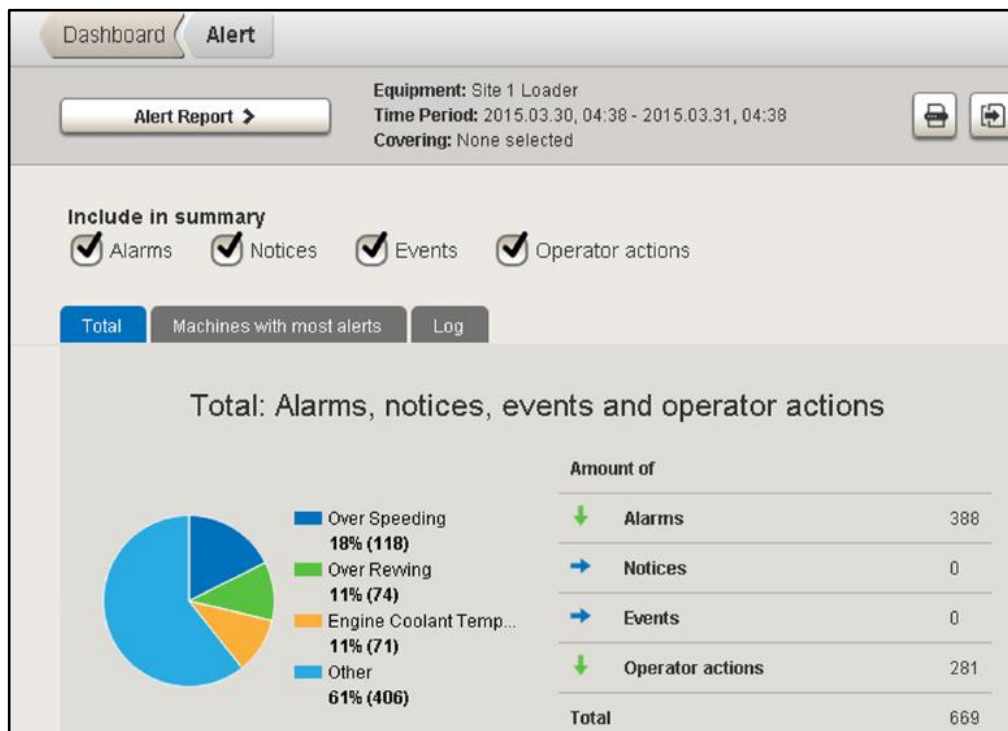 Dashboard Alert
Alert Report >
Equipment: Site 1 Loader
Time Period: 2015.03.30, 04:38 - 2015.03.31, 04:38
Covering: None selected
Include in summary
Alarms Notices Events Operator actions
Total Machines with most alerts Log
Total: Alarms, notices, events and operator actions
Over Speeding
18% (118)
Over Revving
11% (74)
Engine Coolant Temp...
11% (71)
Other
61% (406)
Amount of
Alarms 388
Notices 0
Events 0
Operator actions 281
Total 669